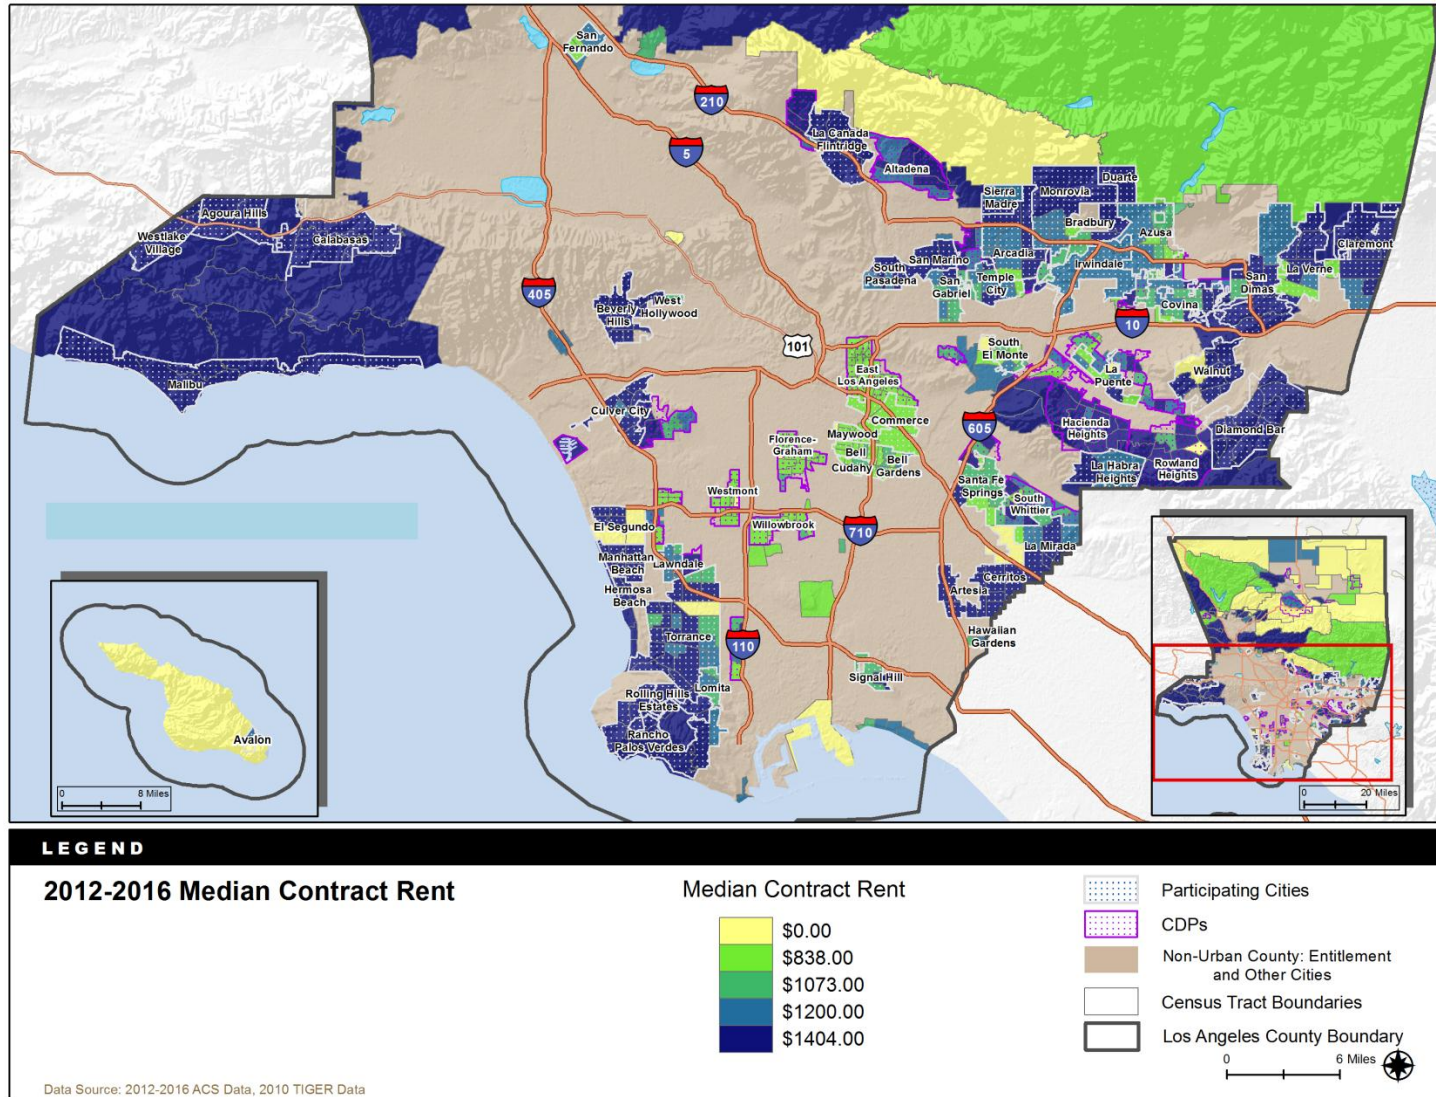 San
Fernando
210
5
La Canada
Flintridge
Altadena
Sierra
Madre
Monrovia
Duarte
Bradbury
Azusa
Agoura Hills
Westlake
Village
Calabasas
Arcadia
Irwindale
Claremont
La Verne
San Marino
South
Pasadena
San
Gabriel
Temple
City
San
Dimas
Covina
405
West
Hollywood
Beverly
Hills
10
101
South
El Monte
East
Los Angeles
La
Puente
Walnut
Malibu
Culver City
Commerce
605
Hacienda
Heights
Diamond Bar
Maywood
Florence-
Graham
Bell
Cudahy
Bell
Gardens
La Habra
Heights
Rowland
Heights
Santa Fe
Springs
South
Whittier
Westmont
El Segundo
Willowbrook
710
La Mirada
Manhattan
Beach
Lawndale
Hermosa
Beach
Cerritos
Artesia
Torrance
110
Hawaiian
Gardens
Signal Hill
Lomita
Rolling Hills
Estates
Rancho
Palos Verdes
Avalon
0 8 Miles
0 20 Miles
LEGEND
2012-2016 Median Contract Rent
Median Contract Rent
$0.00
$838.00
$1073.00
$1200.00
$1404.00
Participating Cities
CDPs
Non-Urban County: Entitlement
and Other Cities
Census Tract Boundaries
Los Angeles County Boundary
0 6 Miles
Data Source: 2012-2016 ACS Data, 2010 TIGER Data